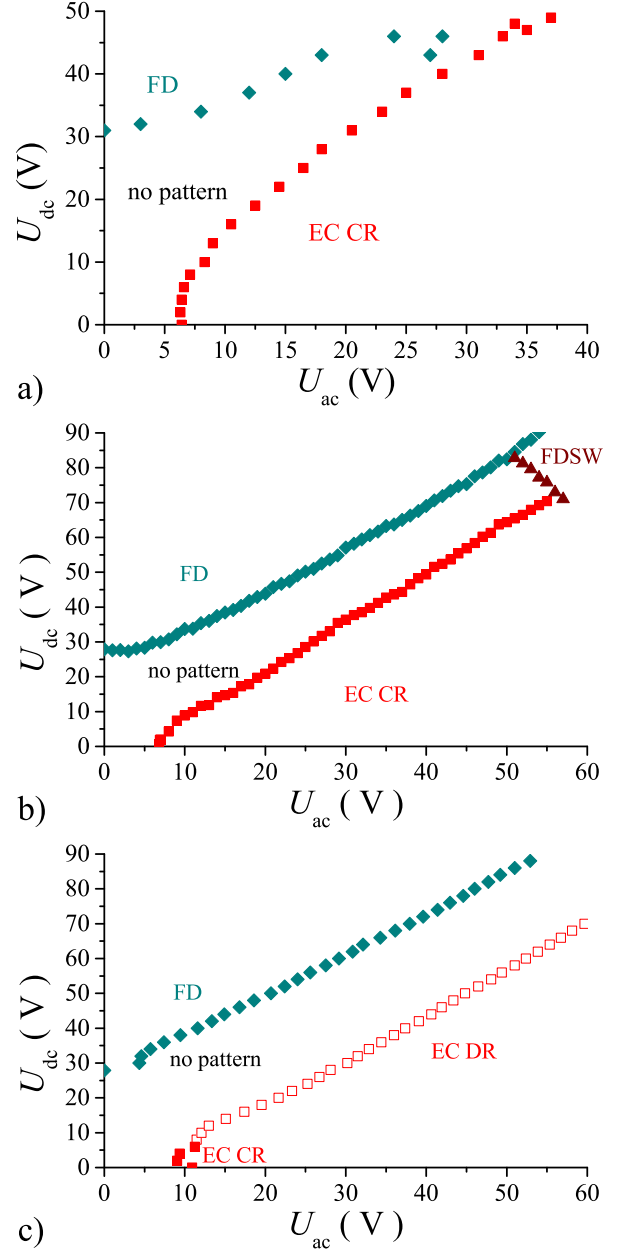 50
40
30
20
10
0
U_dc (V)
FD
no pattern
EC CR
0 5 10 15 20 25 30 35 40
U_ac (V)
a)
90
80
70
60
50
40
30
20
10
0
U_dc ( V )
FDSW
FD
no pattern
EC CR
0 10 20 30 40 50 60
U_ac ( V )
b)
90
80
70
60
50
40
30
20
10
0
U_dc ( V )
FD
no pattern
EC DR
EC CR
0 10 20 30 40 50 60
U_ac ( V )
c)